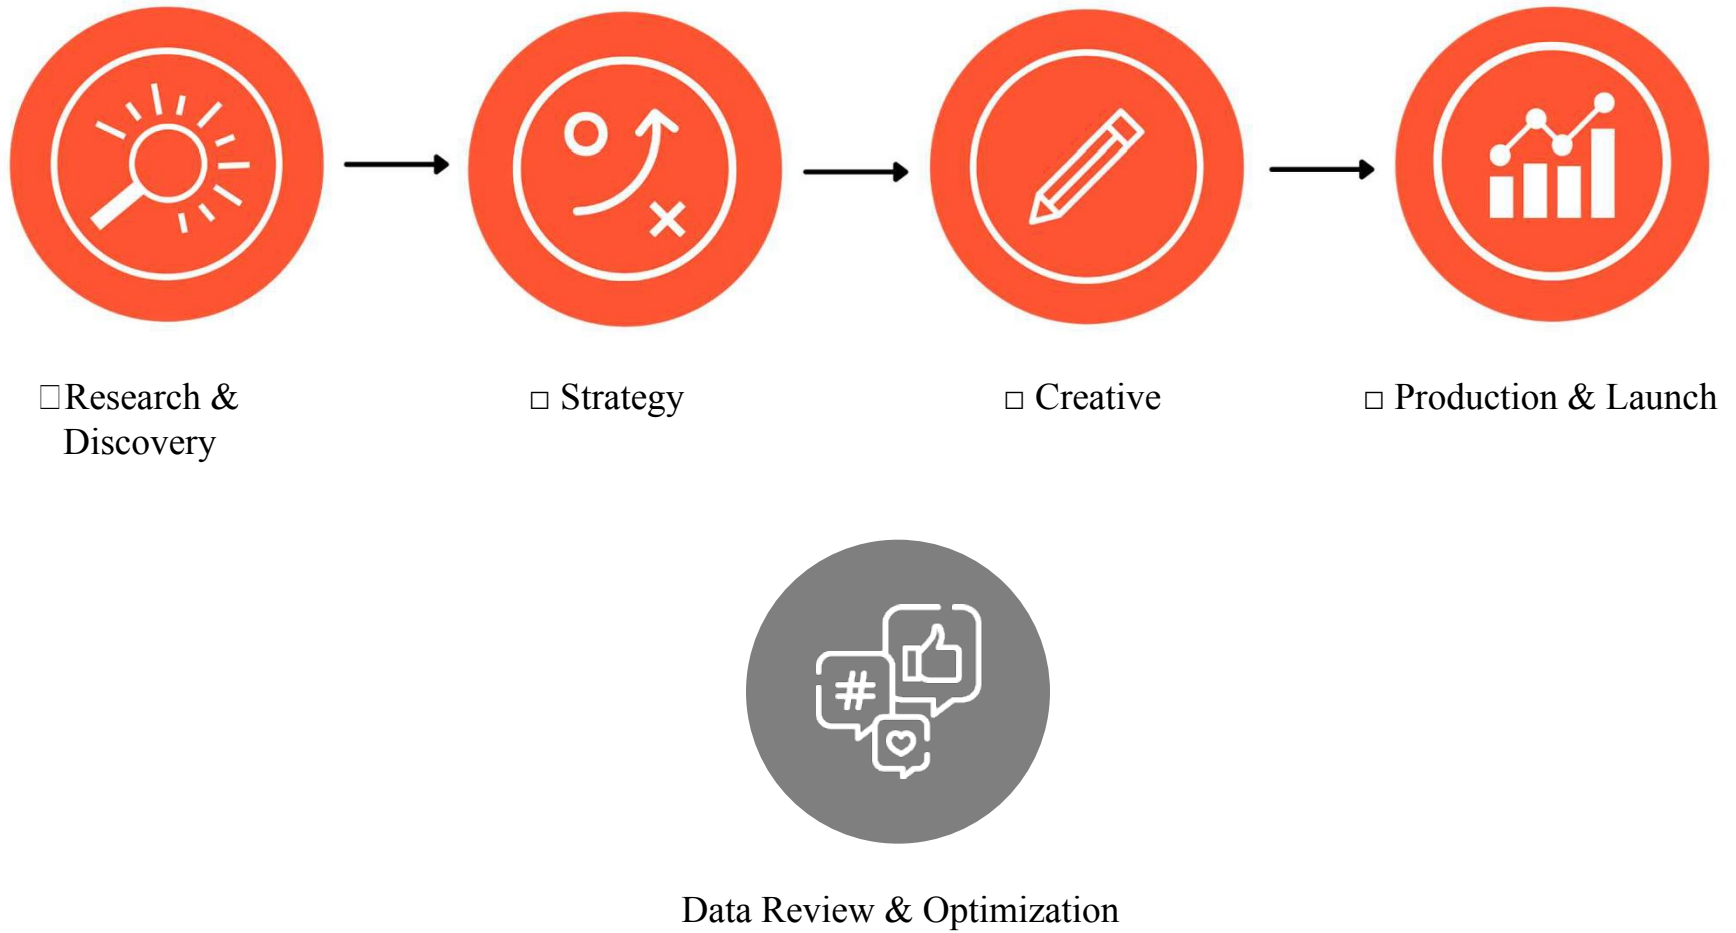 □Research &
Discovery
□ Strategy
□ Creative
□ Production & Launch
#
Data Review & Optimization